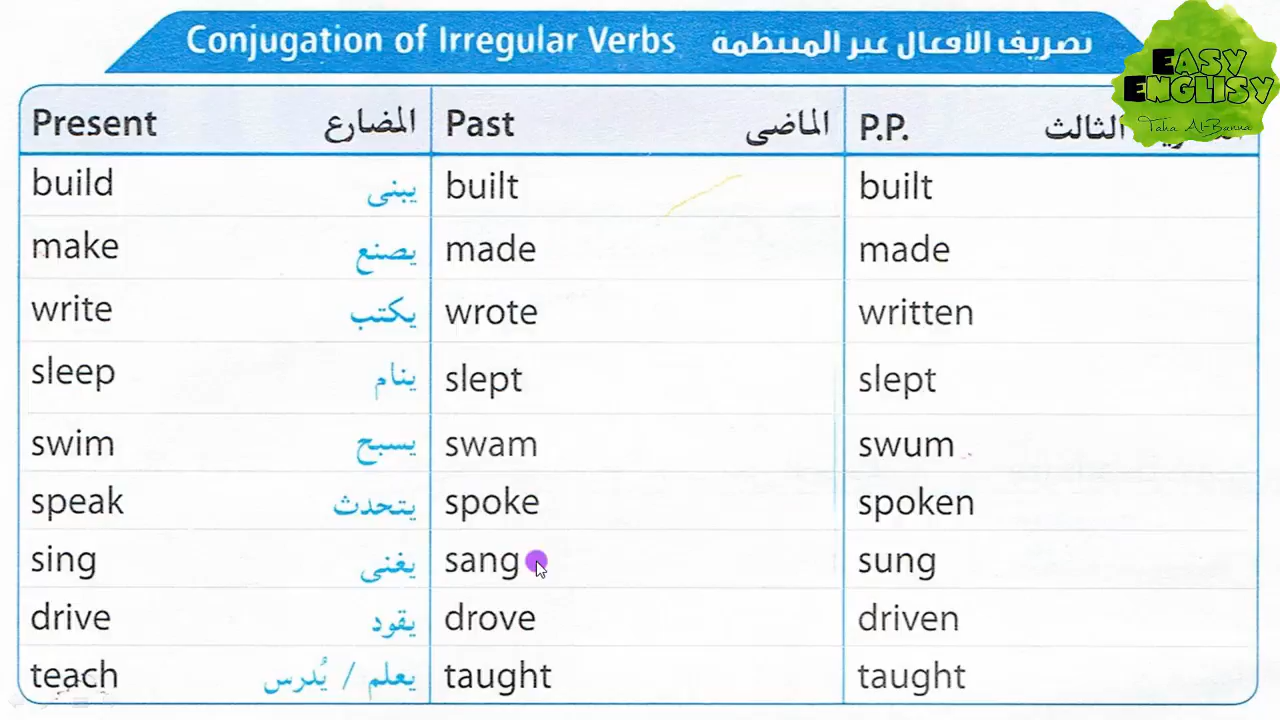 Conjugation of Irregular Verbs تصريف الأفعال غير المنتظمة
EASY
ENGLISY
Taha Al-Banna
Present المضارع Past الماضى P.P. الثالث
build يبنى built built
make يصنع made made
write يكتب wrote written
sleep ينام slept slept
swim يسبح swam swum
speak يتحدث spoke spoken
sing يغنى sang sung
drive يقود drove driven
teach يعلم / يُدرس taught taught